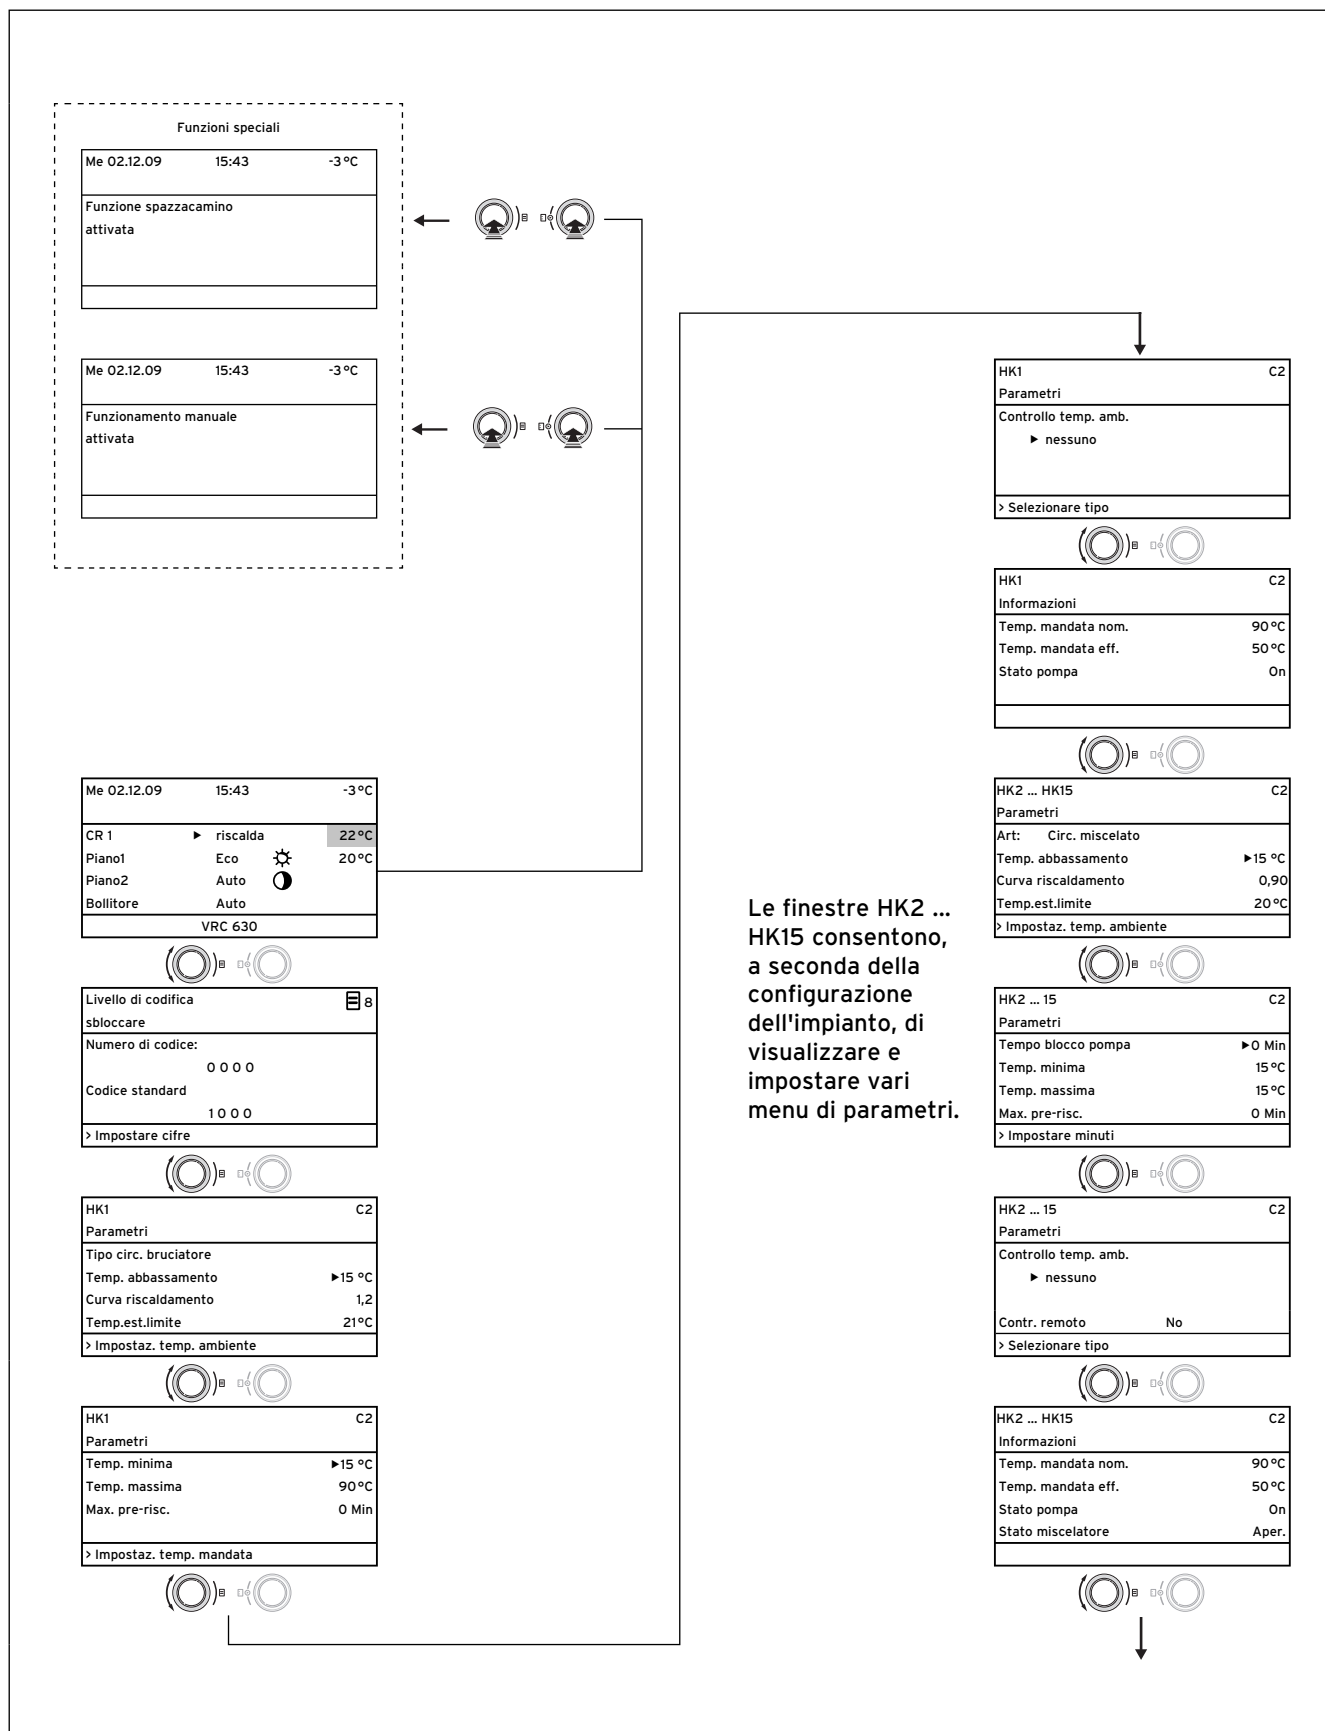 Funzioni speciali
Me 02.12.09 15:43 -3 °C
Funzione spazzacamino
attivata
Me 02.12.09 15:43 -3 °C
Funzionamento manuale
attivata
Me 02.12.09 15:43 -3 °C
CR 1 ► riscalda 22 °C
Piano1 Eco 20 °C
Piano2 Auto
Bollitore Auto
VRC 630
Livello di codifica 8
sbloccare
Numero di codice:
0 0 0 0
Codice standard
1 0 0 0
> Impostare cifre
HK1 C2
Parametri
Tipo circ. bruciatore
Temp. abbassamento ►15 °C
Curva riscaldamento 1,2
Temp.est.limite 21 °C
> Impostaz. temp. ambiente
HK1 C2
Parametri
Temp. minima ►15 °C
Temp. massima 90 °C
Max. pre-risc. 0 Min
> Impostaz. temp. mandata
Le finestre HK2 ...
HK15 consentono,
a seconda della
configurazione
dell'impianto, di
visualizzare e
impostare vari
menu di parametri.
HK1 C2
Parametri
Controllo temp. amb.
► nessuno
> Selezionare tipo
HK1 C2
Informazioni
Temp. mandata nom. 90 °C
Temp. mandata eff. 50 °C
Stato pompa On
HK2 ... HK15 C2
Parametri
Art: Circ. miscelato
Temp. abbassamento ►15 °C
Curva riscaldamento 0,90
Temp.est.limite 20 °C
> Impostaz. temp. ambiente
HK2 ... 15 C2
Parametri
Tempo blocco pompa ►0 Min
Temp. minima 15 °C
Temp. massima 15 °C
Max. pre-risc. 0 Min
> Impostare minuti
HK2 ... 15 C2
Parametri
Controllo temp. amb.
► nessuno
Contr. remoto No
> Selezionare tipo
HK2 ... HK15 C2
Informazioni
Temp. mandata nom. 90 °C
Temp. mandata eff. 50 °C
Stato pompa On
Stato miscelatore Aper.